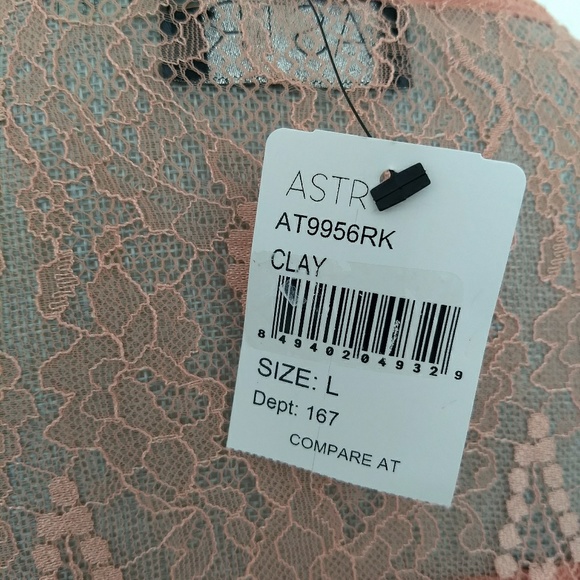 ASTR
AT9956RK
CLAY
8 49402 04932 9
SIZE: L
Dept: 167
COMPARE AT